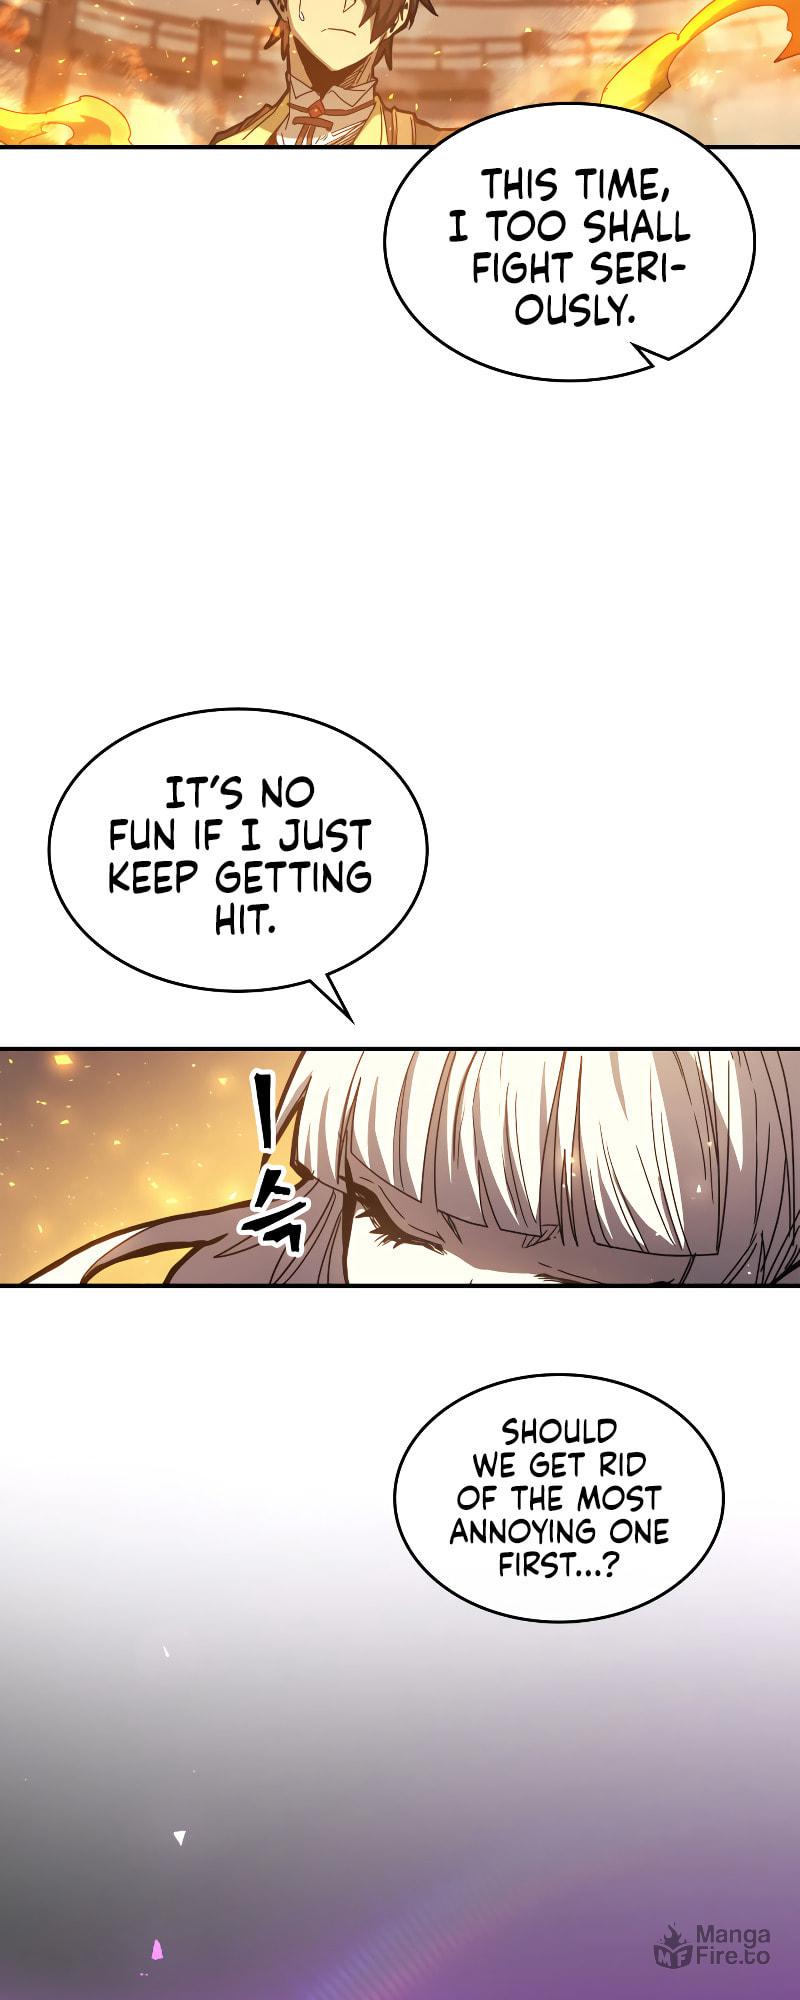 THIS TIME,
I TOO SHALL
FIGHT SERI-
OUSLY.
IT'S NO
FUN IF I JUST
KEEP GETTING
HIT.
SHOULD
WE GET RID
OF THE MOST
ANNOYING ONE
FIRST...?
Manga
Fire.to
MF